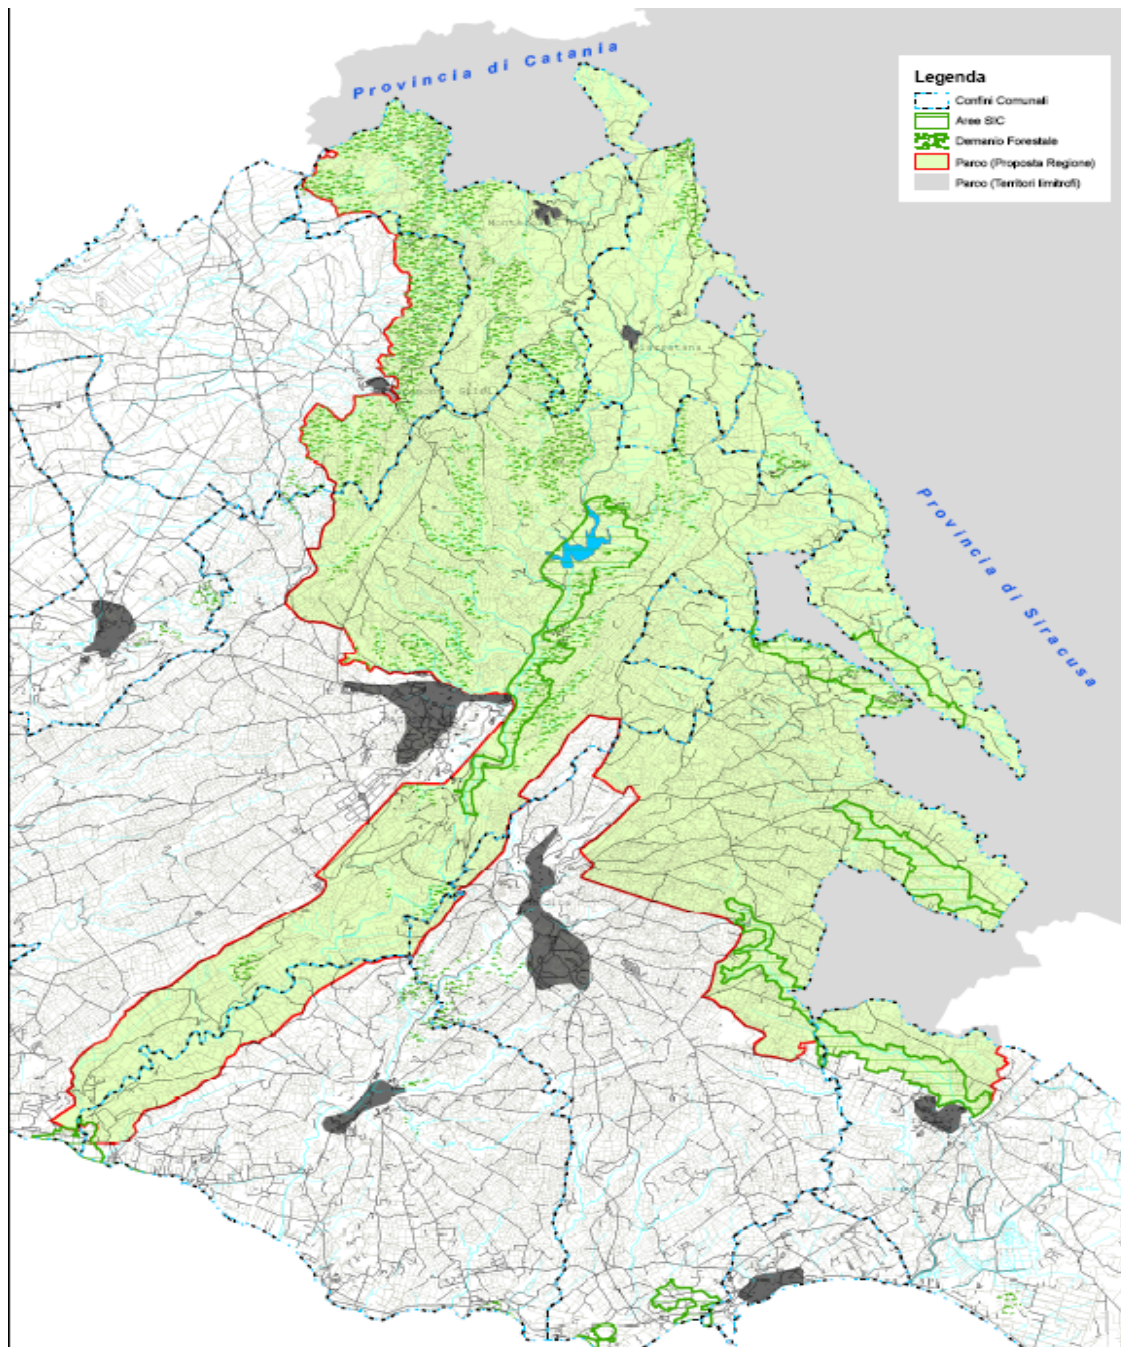 Provincia di Catania
Legenda
Confini Comunali
Aree SIC
Demanio Forestale
Parco (Proposta Regione)
Parco (Territori limitrofi)
Provincia di Siracusa